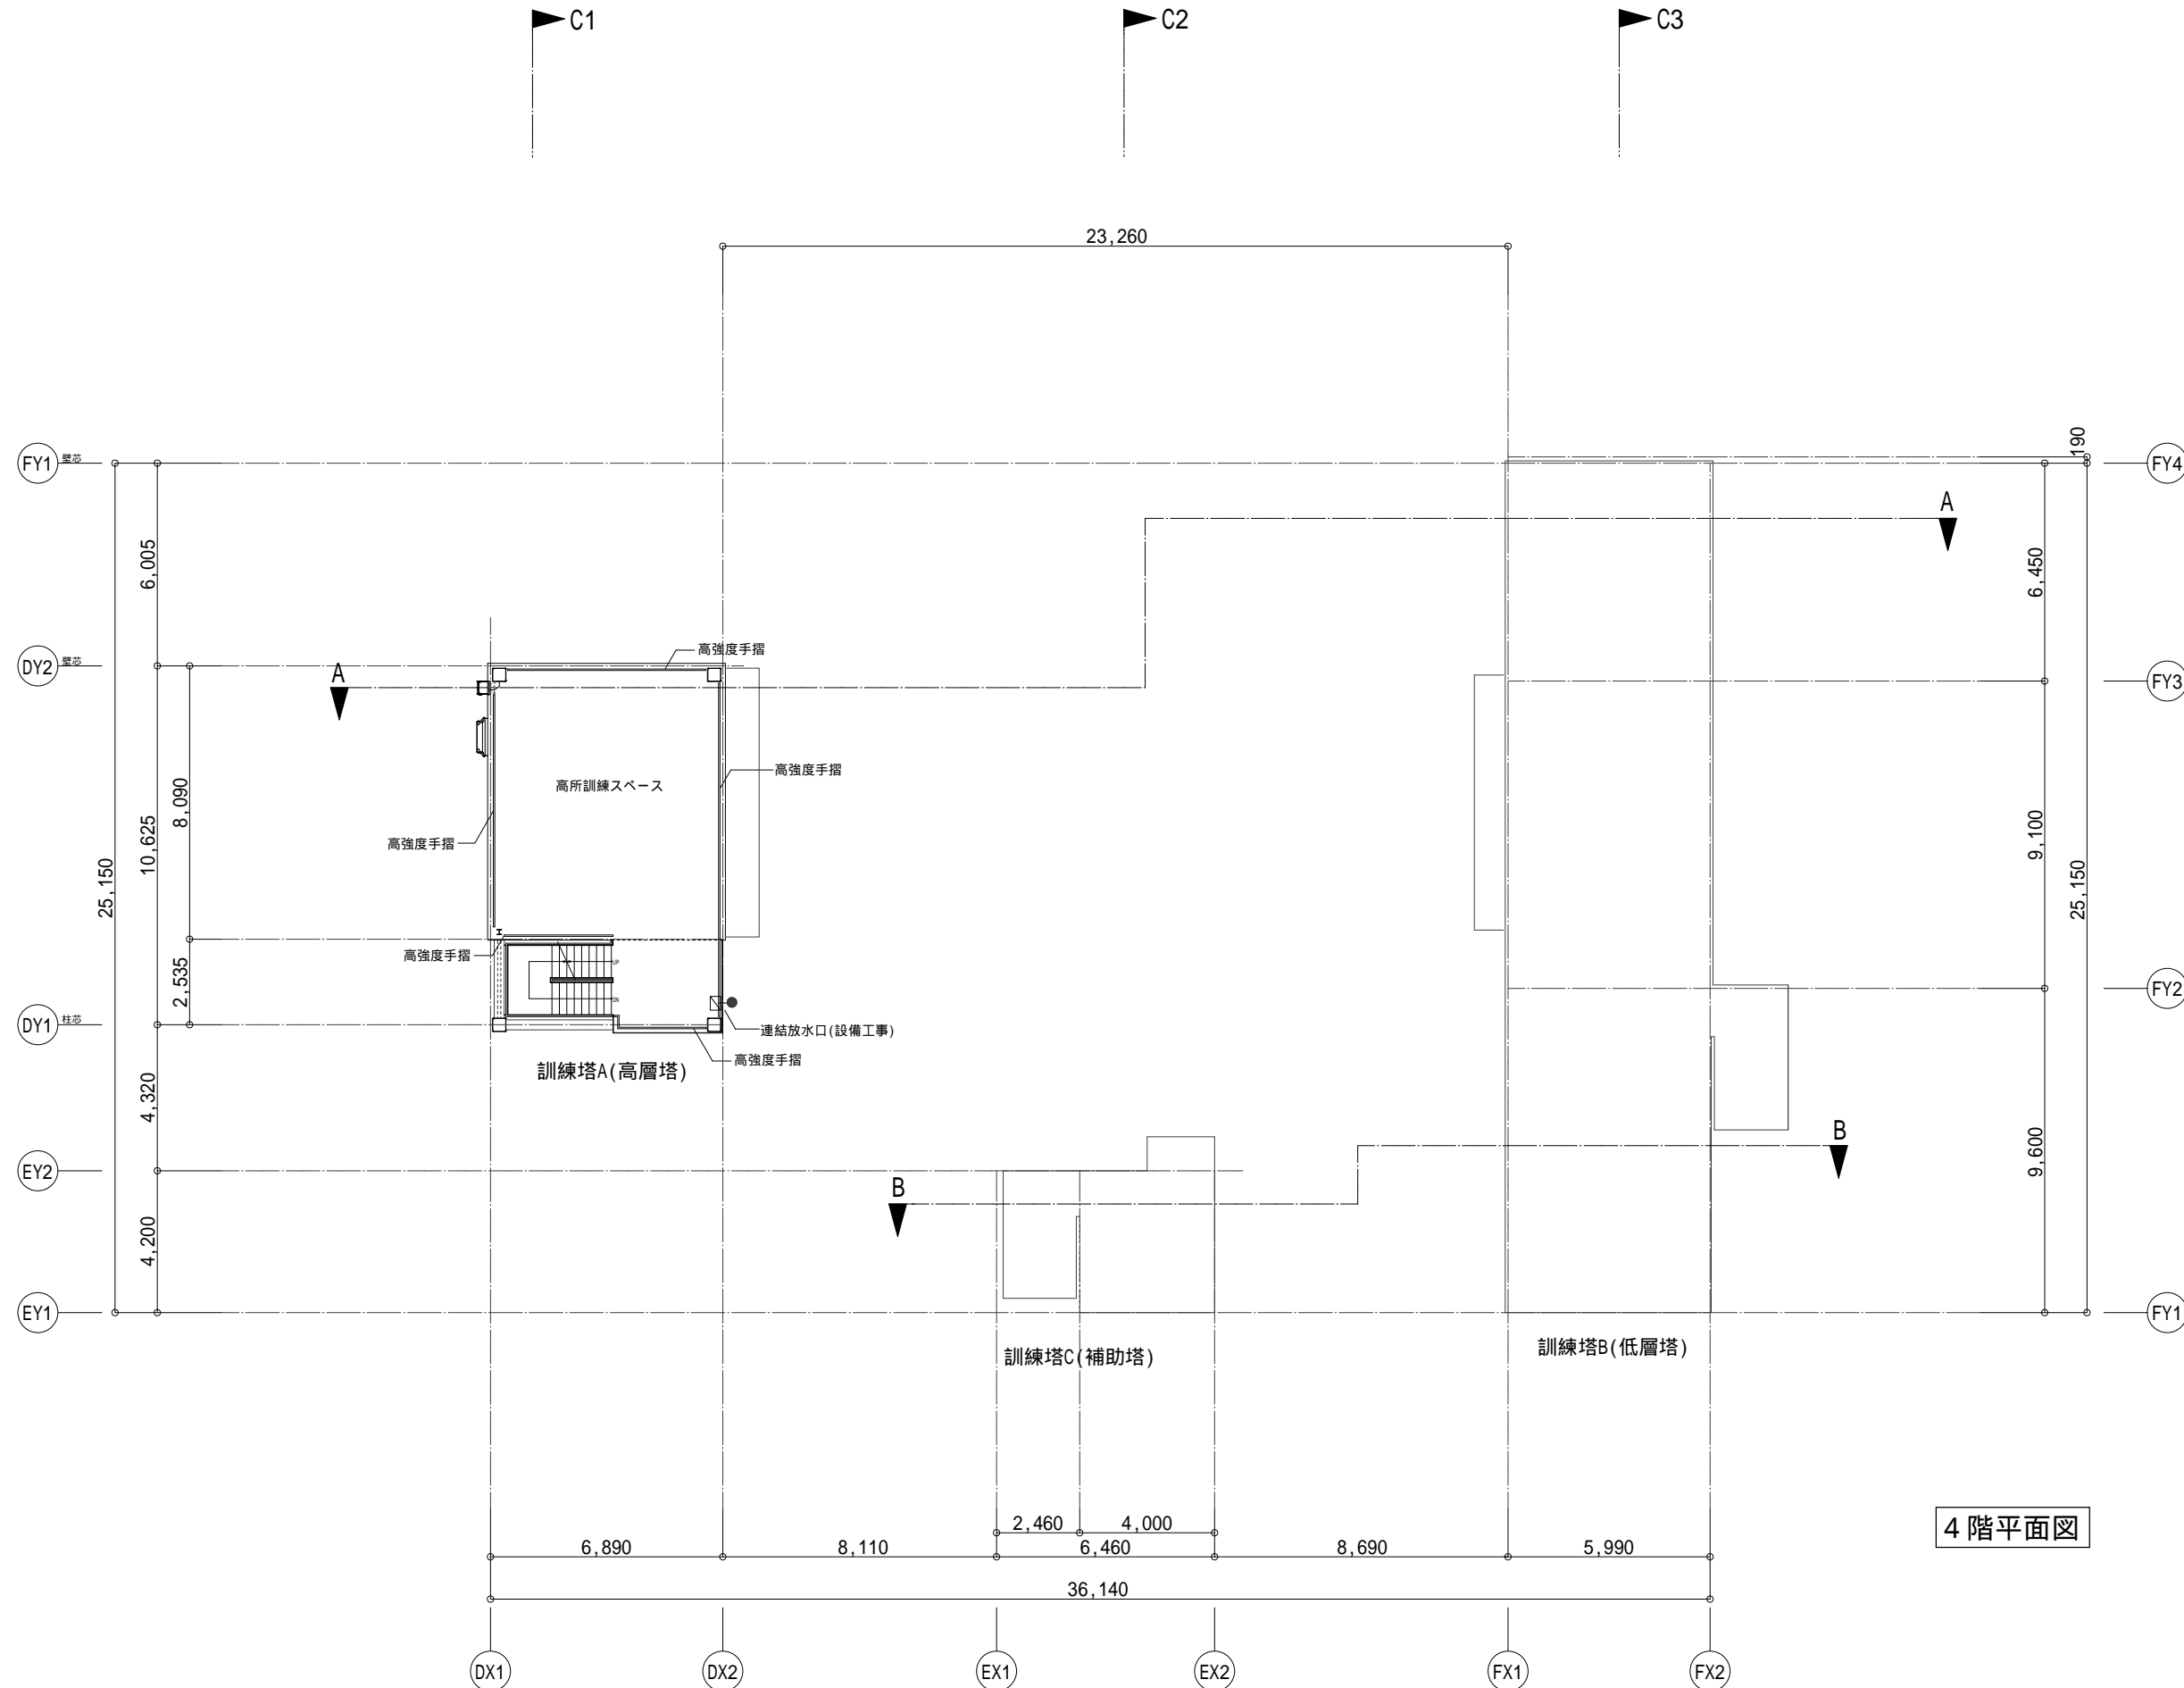 C1
C2
C3
23,260
190
FY1
壁芯
FY4
A
6,005
6,450
高強度手摺
DY2
壁芯
A
FY3
高強度手摺
高所訓練スペース
8,090
10,625
9,100
高強度手摺
25,150
25,150
高強度手摺
UP
2,535
DN
FY2
DY1
柱芯
連結放水口(設備工事)
高強度手摺
訓練塔A(高層塔)
4,320
B
9,600
EY2
B
4,200
EY1
FY1
訓練塔C(補助塔)
訓練塔B(低層塔)
2,460
4,000
4階平面図
6,890
8,110
6,460
8,690
5,990
36,140
DX1
DX2
EX1
EX2
FX1
FX2